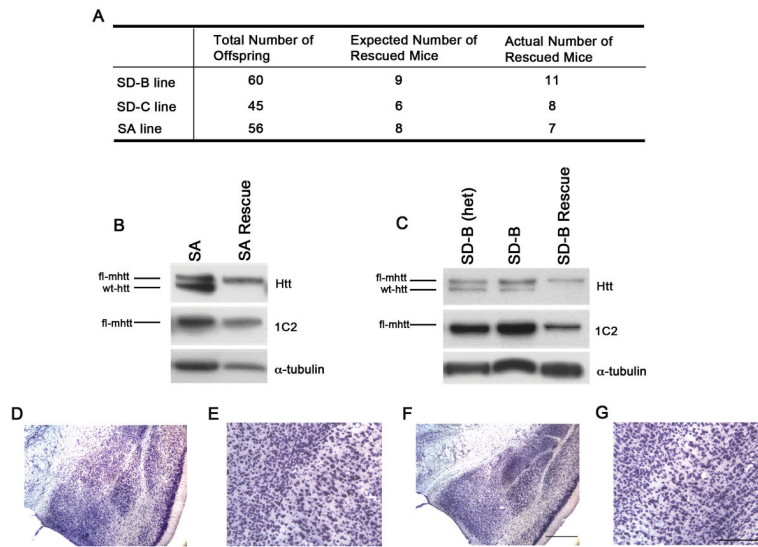 A
Total Number of Offspring
Expected Number of Rescued Mice
Actual Number of Rescued Mice
SD-B line 60 9 11
SD-C line 45 6 8
SA line 56 8 7
B
SA
SA Rescue
fl-mhtt
wt-htt
Htt
fl-mhtt
1C2
α-tubulin
C
SD-B (het)
SD-B
SD-B Rescue
fl-mhtt
wt-htt
Htt
fl-mhtt
1C2
α-tubulin
D
E
F
G